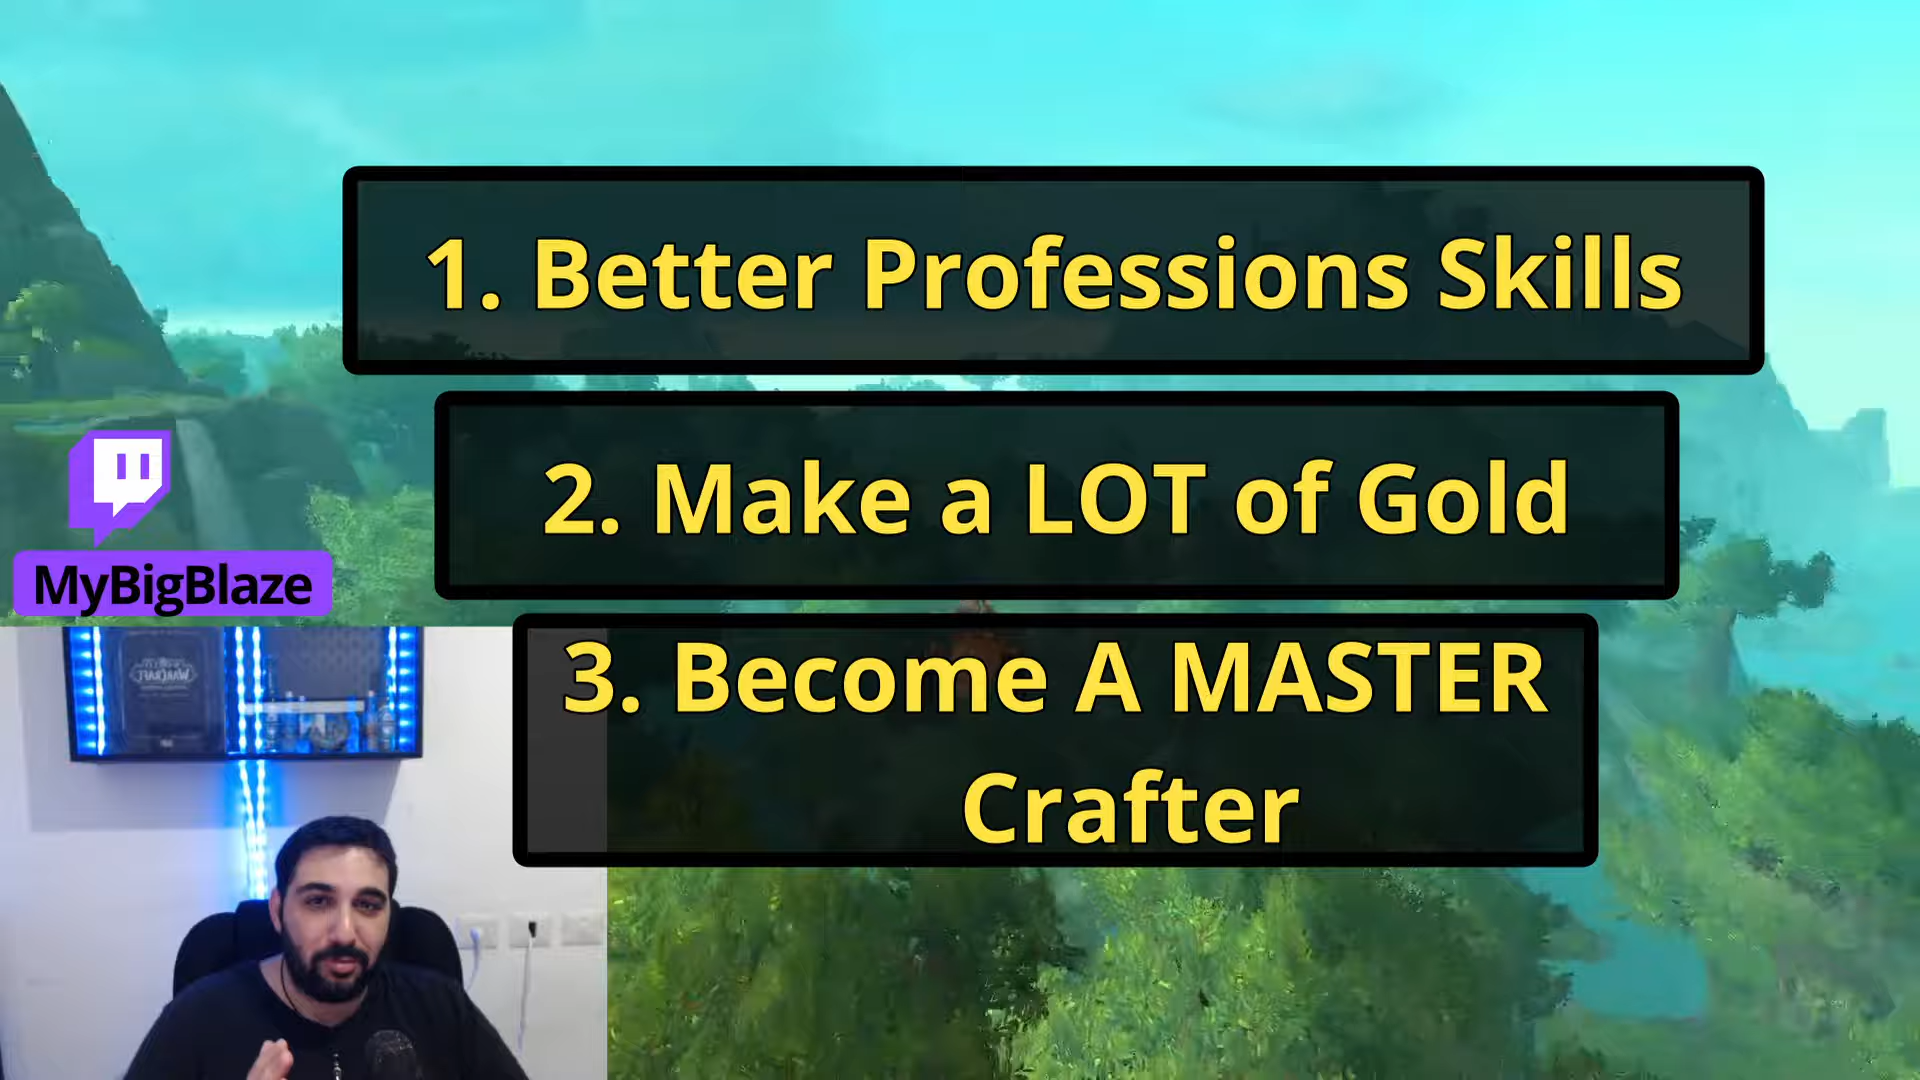 1. Better Professions Skills
2. Make a LOT of Gold
MyBigBlaze
3. Become A MASTER
Crafter